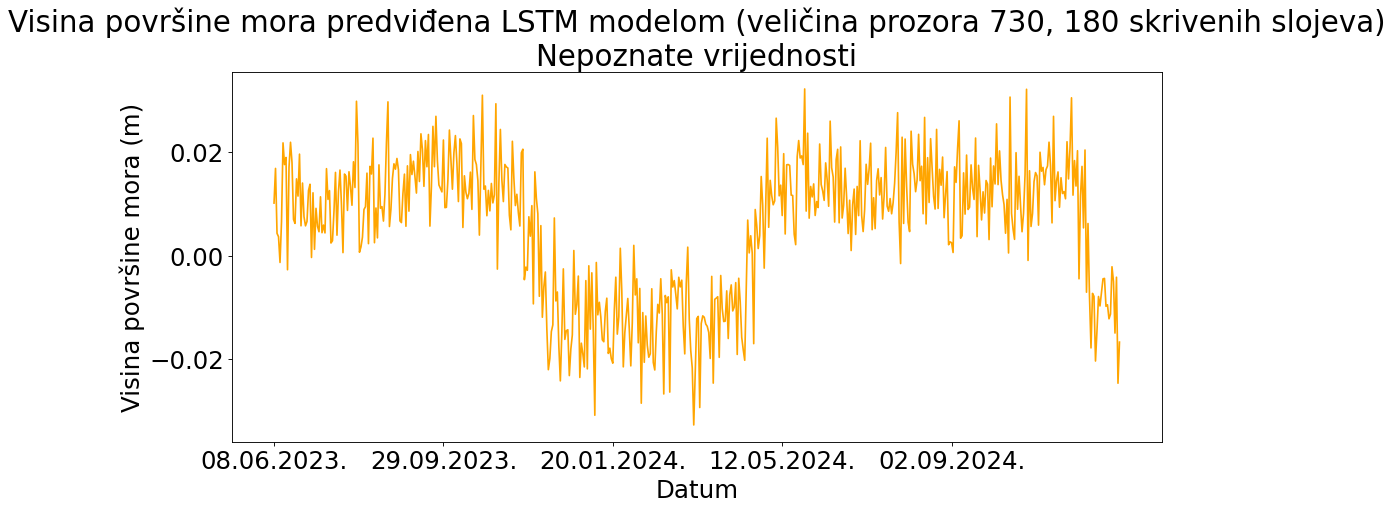 Visina površine mora predviđena LSTM modelom (veličina prozora 730, 180 skrivenih slojeva)
Nepoznate vrijednosti
Visina površine mora (m)
0.02
0.00
−0.02
08.06.2023. 29.09.2023. 20.01.2024. 12.05.2024. 02.09.2024.
Datum